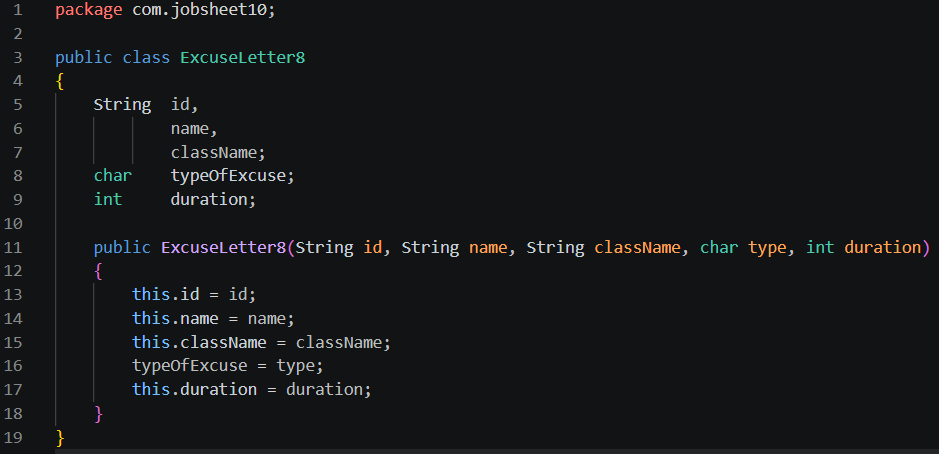 1 package com.jobsheet10;
2
3 public class ExcuseLetter8
4 {
5     String  id,
6             name,
7             className;
8     char    typeOfExcuse;
9     int     duration;
10
11     public ExcuseLetter8(String id, String name, String className, char type, int duration)
12     {
13         this.id = id;
14         this.name = name;
15         this.className = className;
16         typeOfExcuse = type;
17         this.duration = duration;
18     }
19 }